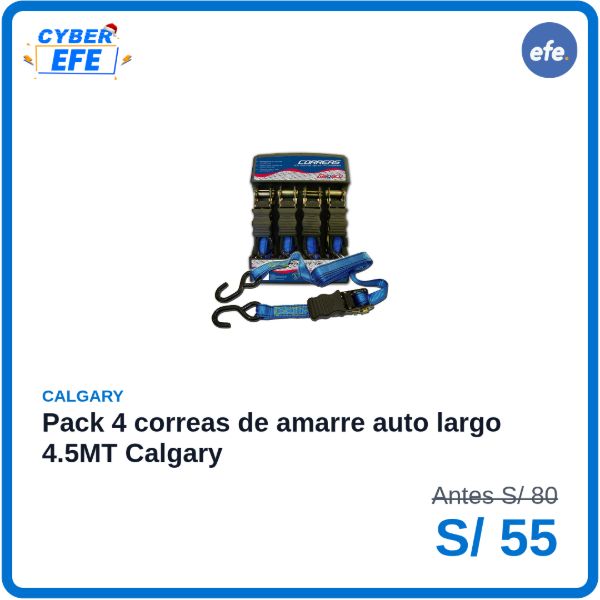 CYBER
EFE
efe.
CORREAS
CALGARY
Pack 4 correas de amarre auto largo
4.5MT Calgary
Antes S/ 80
S/ 55